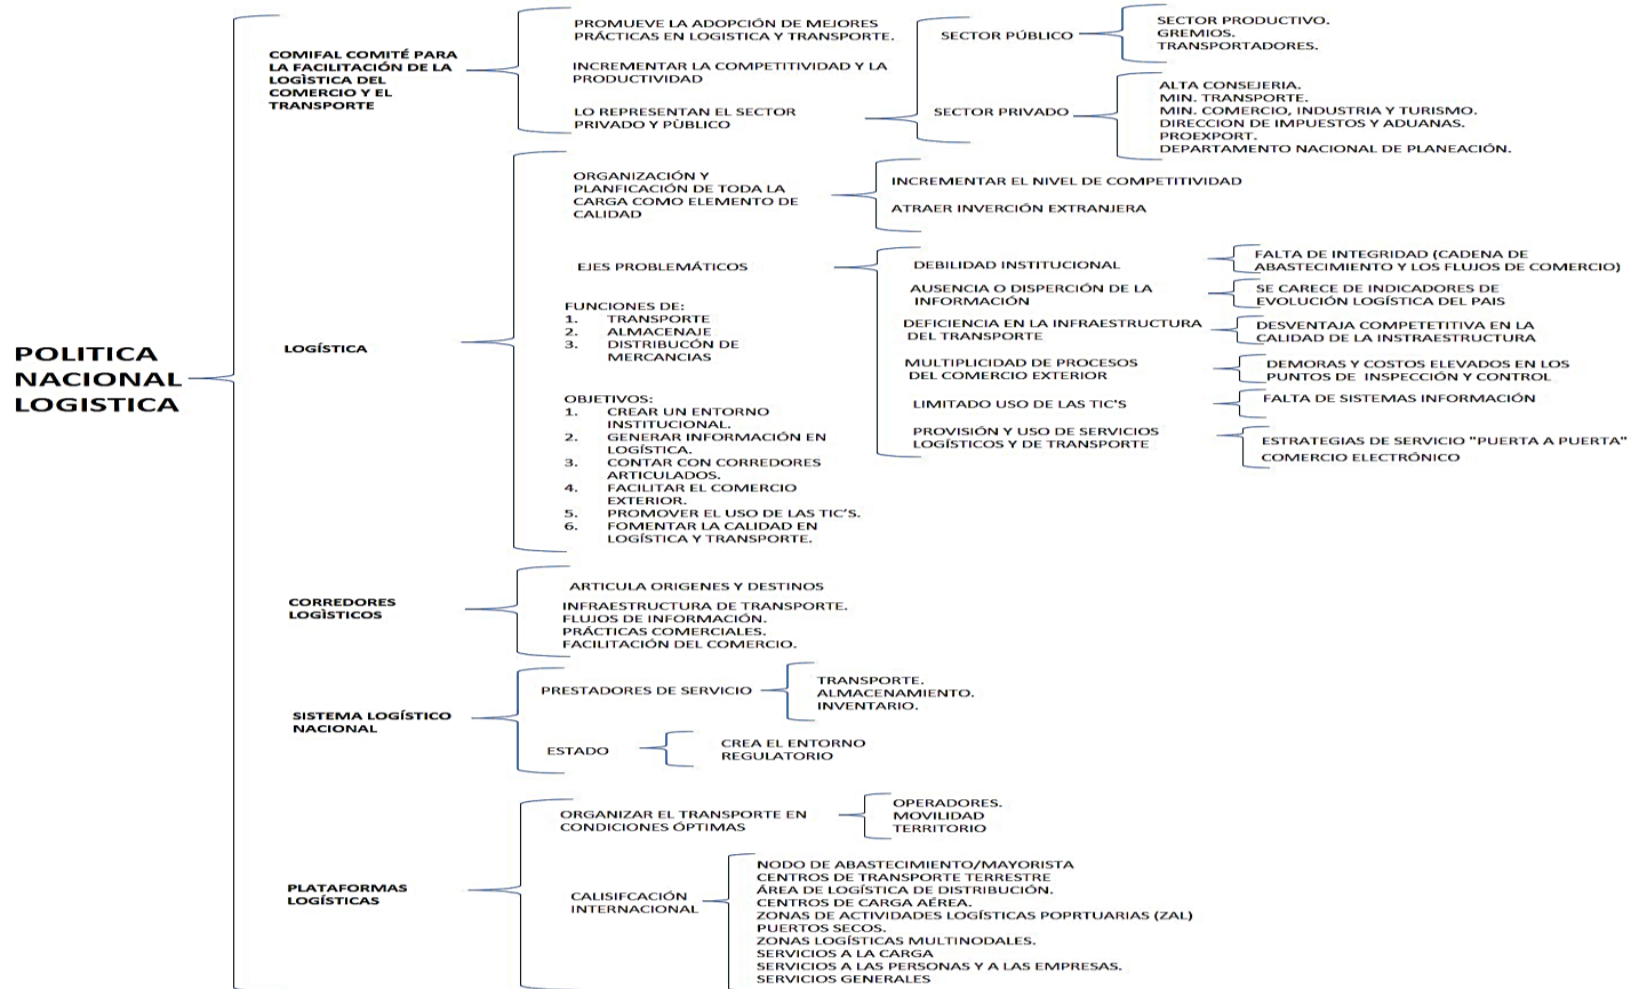 POLITICA
NACIONAL
LOGISTICA
COMIFAL COMITÉ PARA
LA FACILITACIÓN DE LA
LOGÌSTICA DEL
COMERCIO Y EL
TRANSPORTE
PROMUEVE LA ADOPCIÓN DE MEJORES
PRÁCTICAS EN LOGISTICA Y TRANSPORTE.
INCREMENTAR LA COMPETITIVIDAD Y LA
PRODUCTIVIDAD
LO REPRESENTAN EL SECTOR
PRIVADO Y PÙBLICO
SECTOR PÚBLICO
SECTOR PRODUCTIVO.
GREMIOS.
TRANSPORTADORES.
SECTOR PRIVADO
ALTA CONSEJERIA.
MIN. TRANSPORTE.
MIN. COMERCIO, INDUSTRIA Y TURISMO.
DIRECCION DE IMPUESTOS Y ADUANAS.
PROEXPORT.
DEPARTAMENTO NACIONAL DE PLANEACIÓN.
LOGÍSTICA
ORGANIZACIÓN Y
PLANFICACIÓN DE TODA LA
CARGA COMO ELEMENTO DE
CALIDAD
INCREMENTAR EL NIVEL DE COMPETITIVIDAD
ATRAER INVERCIÓN EXTRANJERA
EJES PROBLEMÁTICOS
DEBILIDAD INSTITUCIONAL
FALTA DE INTEGRIDAD (CADENA DE
ABASTECIMIENTO Y LOS FLUJOS DE COMERCIO)
AUSENCIA O DISPERCIÓN DE LA
INFORMACIÓN
SE CARECE DE INDICADORES DE
EVOLUCIÓN LOGÍSTICA DEL PAIS
DEFICIENCIA EN LA INFRAESTRUCTURA
DEL TRANSPORTE
DESVENTAJA COMPETETITIVA EN LA
CALIDAD DE LA INSTRAESTRUCTURA
MULTIPLICIDAD DE PROCESOS
DEL COMERCIO EXTERIOR
DEMORAS Y COSTOS ELEVADOS EN LOS
PUNTOS DE INSPECCIÓN Y CONTROL
LIMITADO USO DE LAS TIC'S
FALTA DE SISTEMAS INFORMACIÓN
PROVISIÓN Y USO DE SERVICIOS
LOGÍSTICOS Y DE TRANSPORTE
ESTRATEGIAS DE SERVICIO "PUERTA A PUERTA"
COMERCIO ELECTRÓNICO
FUNCIONES DE:
1. TRANSPORTE
2. ALMACENAJE
3. DISTRIBUCÓN DE
MERCANCIAS
OBJETIVOS:
1. CREAR UN ENTORNO
INSTITUCIONAL.
2. GENERAR INFORMACIÓN EN
LOGÍSTICA.
3. CONTAR CON CORREDORES
ARTICULADOS.
4. FACILITAR EL COMERCIO
EXTERIOR.
5. PROMOVER EL USO DE LAS TIC'S.
6. FOMENTAR LA CALIDAD EN
LOGÍSTICA Y TRANSPORTE.
CORREDORES
LOGÌSTICOS
ARTICULA ORIGENES Y DESTINOS
INFRAESTRUCTURA DE TRANSPORTE.
FLUJOS DE INFORMACIÓN.
PRÁCTICAS COMERCIALES.
FACILITACIÓN DEL COMERCIO.
SISTEMA LOGÍSTICO
NACIONAL
PRESTADORES DE SERVICIO
TRANSPORTE.
ALMACENAMIENTO.
INVENTARIO.
ESTADO
CREA EL ENTORNO
REGULATORIO
PLATAFORMAS
LOGÍSTICAS
ORGANIZAR EL TRANSPORTE EN
CONDICIONES ÓPTIMAS
OPERADORES.
MOVILIDAD
TERRITORIO
CALISIFCACIÓN
INTERNACIONAL
NODO DE ABASTECIMIENTO/MAYORISTA
CENTROS DE TRANSPORTE TERRESTRE
ÁREA DE LOGÍSTICA DE DISTRIBUCIÓN.
CENTROS DE CARGA AÉREA.
ZONAS DE ACTIVIDADES LOGÍSTICAS POPRTUARIAS (ZAL)
PUERTOS SECOS.
ZONAS LOGÍSTICAS MULTINODALES.
SERVICIOS A LA CARGA
SERVICIOS A LAS PERSONAS Y A LAS EMPRESAS.
SERVICIOS GENERALES